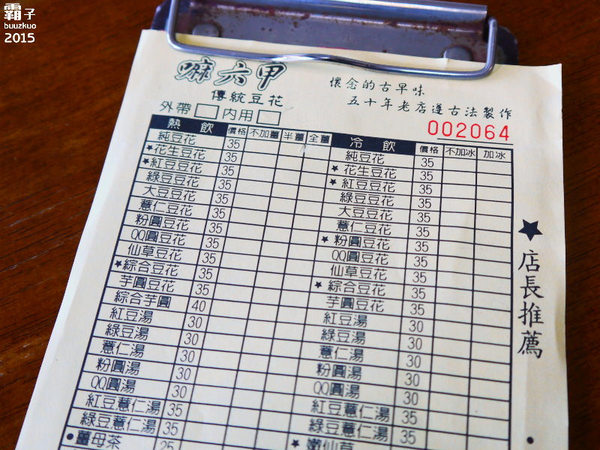 霸子
buuzkuo
2015
嘛六甲
傳統豆花
懷念的古早味
五十年老店遵古法製作
外帶 內用
002064
熱飲 價格 不加薑 半薑 全薑
純豆花 35
★花生豆花 35
★紅豆豆花 35
綠豆豆花 35
大豆豆花 35
薏仁豆花 35
粉圓豆花 35
QQ圓豆花 35
仙草豆花 35
★綜合豆花 35
芋圓豆花 35
綜合芋圓 40
紅豆湯 30
綠豆湯 30
薏仁湯 30
粉圓湯 30
QQ圓湯 30
紅豆薏仁湯 35
綠豆薏仁湯 35
●薑母茶 25
冷飲 價格 不加冰 加冰
純豆花 35
★花生豆花 35
★紅豆豆花 35
綠豆豆花 35
大豆豆花 35
薏仁豆花 35
★粉圓豆花 35
QQ圓豆花 35
仙草豆花 35
★綜合豆花 35
芋圓豆花 35
紅豆湯 30
綠豆湯 30
薏仁湯 30
粉圓湯 30
QQ圓湯 30
紅豆薏仁湯 35
綠豆薏仁湯 35
★嫩仙草
★店長推薦